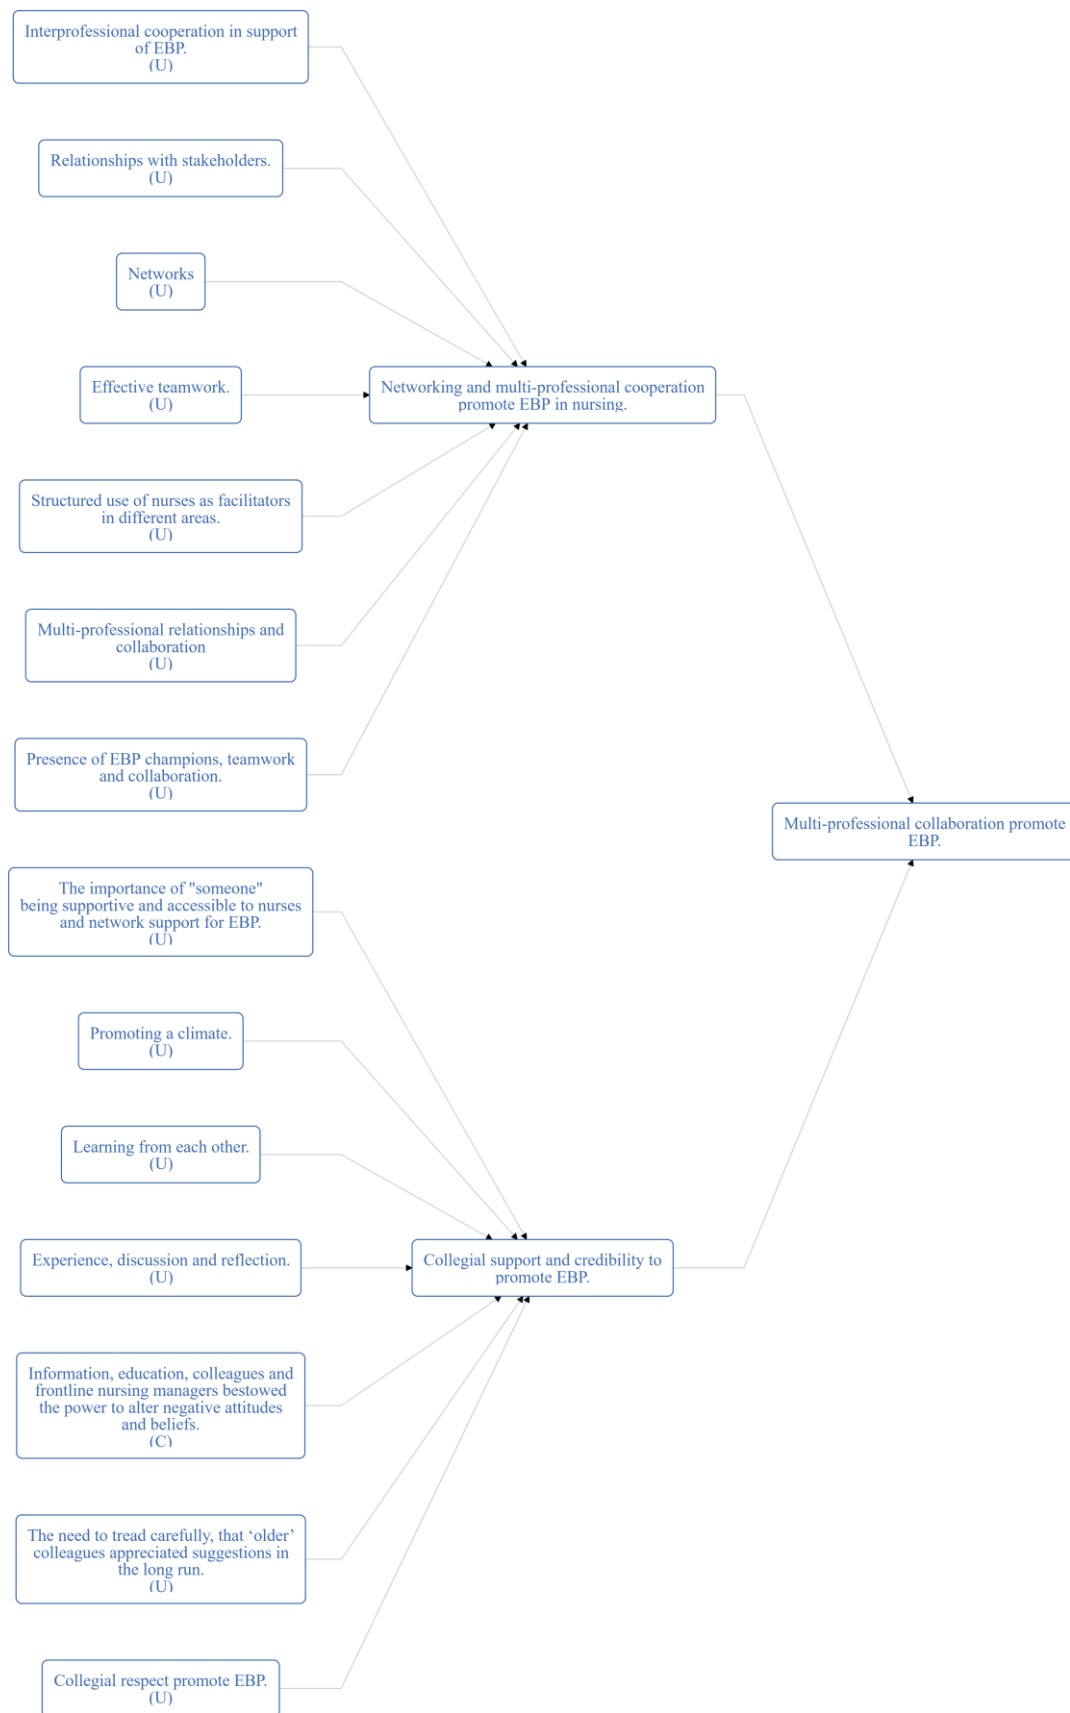 Interprofessional cooperation in support
of EBP.
(U)
Relationships with stakeholders.
(U)
Networks
(U)
Effective teamwork.
(U)
Networking and multi-professional cooperation
promote EBP in nursing.
Structured use of nurses as facilitators
in different areas.
(U)
Multi-professional relationships and
collaboration
(U)
Presence of EBP champions, teamwork
and collaboration.
(U)
Multi-professional collaboration promote
EBP.
The importance of "someone"
being supportive and accessible to nurses
and network support for EBP.
(U)
Promoting a climate.
(U)
Learning from each other.
(U)
Experience, discussion and reflection.
(U)
Collegial support and credibility to
promote EBP.
Information, education, colleagues and
frontline nursing managers bestowed
the power to alter negative attitudes
and beliefs.
(C)
The need to tread carefully, that ‘older’
colleagues appreciated suggestions in
the long run.
(U)
Collegial respect promote EBP.
(U)